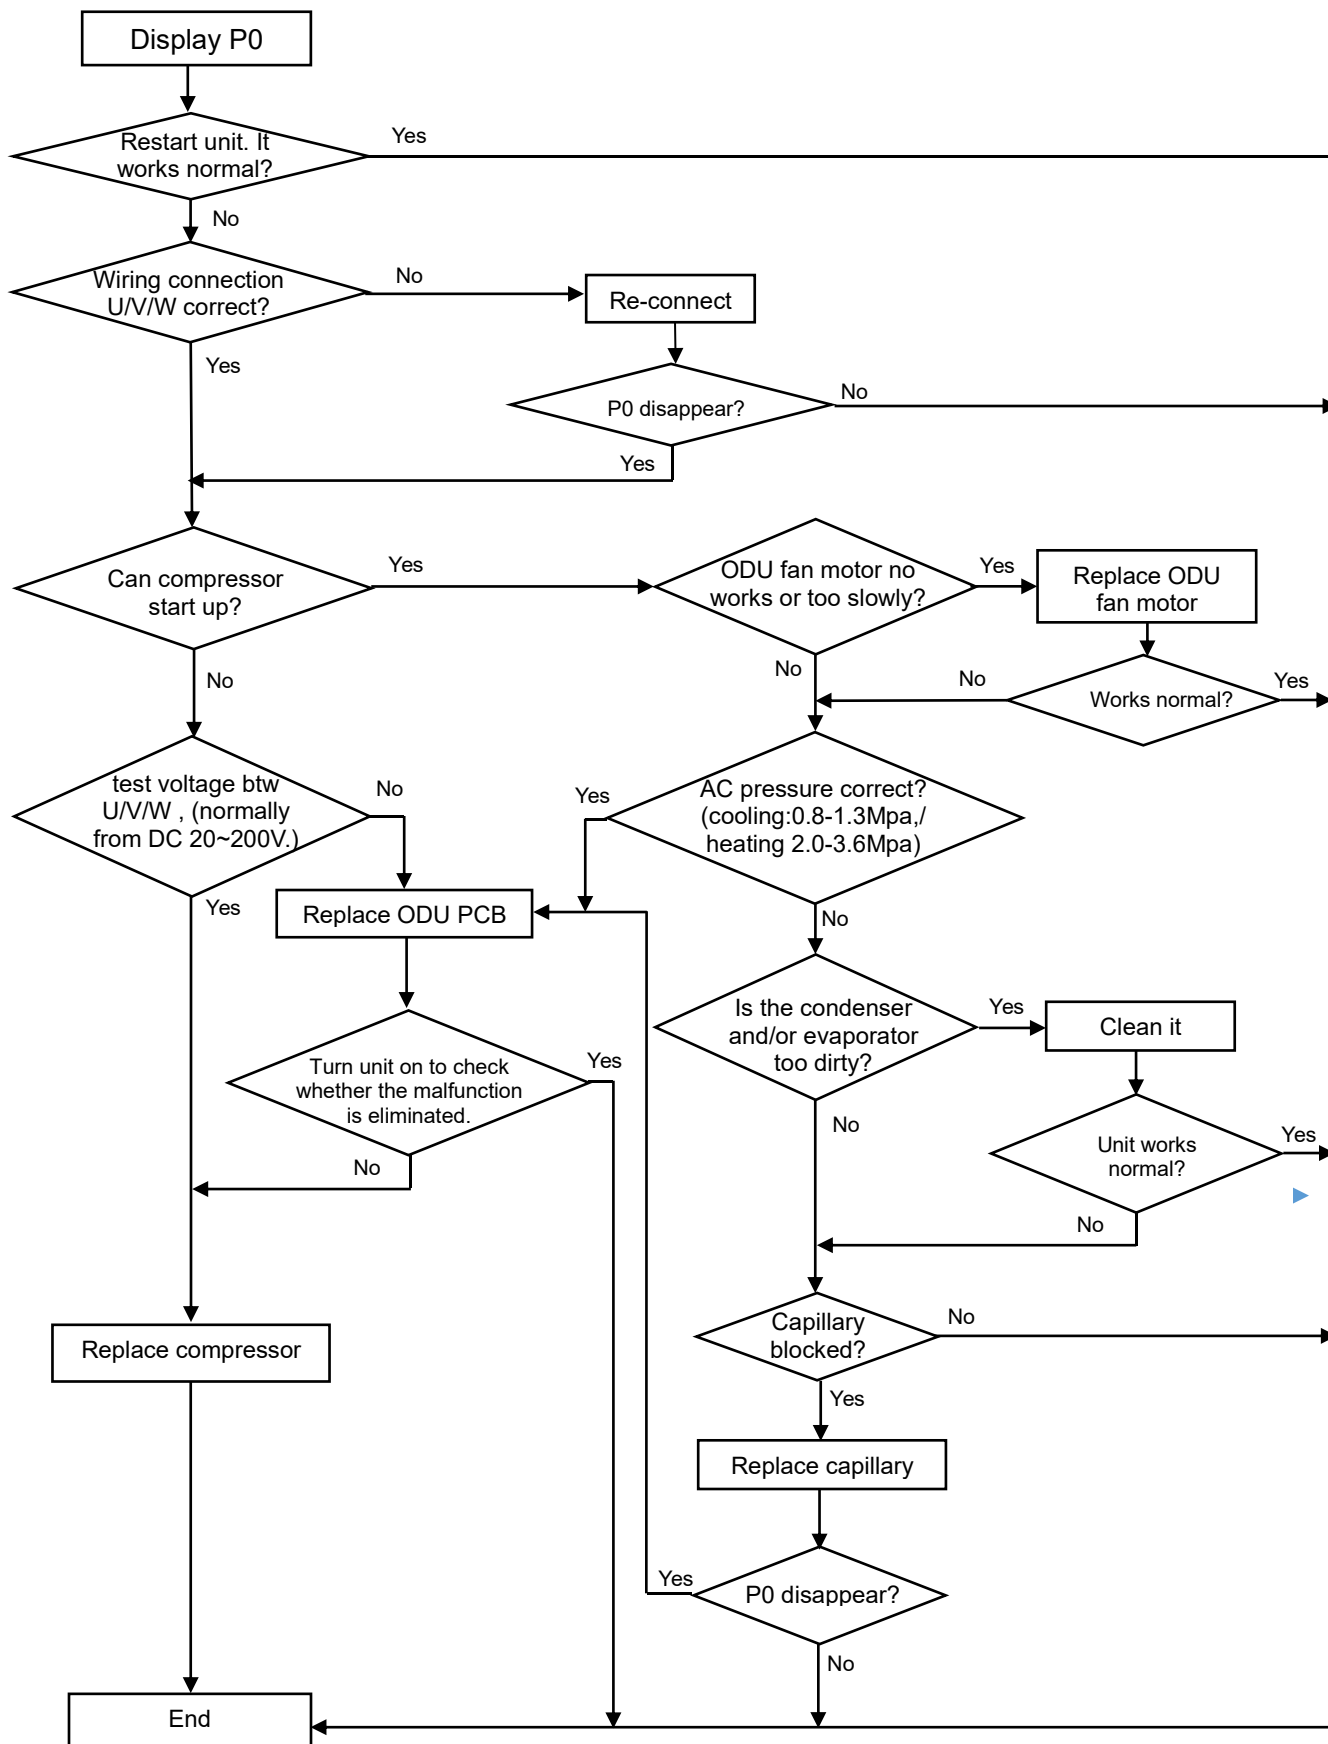 Display P0
Restart unit. It
works normal?
Yes
No
Wiring connection
U/V/W correct?
No
Re-connect
Yes
P0 disappear?
No
Yes
Can compressor
start up?
Yes
ODU fan motor no
works or too slowly?
Yes
Replace ODU
fan motor
No
No
No
Works normal?
Yes
test voltage btw
U/V/W , (normally
from DC 20~200V.)
No
Yes
AC pressure correct?
(cooling:0.8-1.3Mpa,/
heating 2.0-3.6Mpa)
Yes
Replace ODU PCB
No
Is the condenser
and/or evaporator
too dirty?
Yes
Clean it
Turn unit on to check
whether the malfunction
is eliminated.
Yes
No
No
Unit works
normal?
Yes
No
Capillary
blocked?
No
Replace compressor
Yes
Replace capillary
Yes
P0 disappear?
No
End